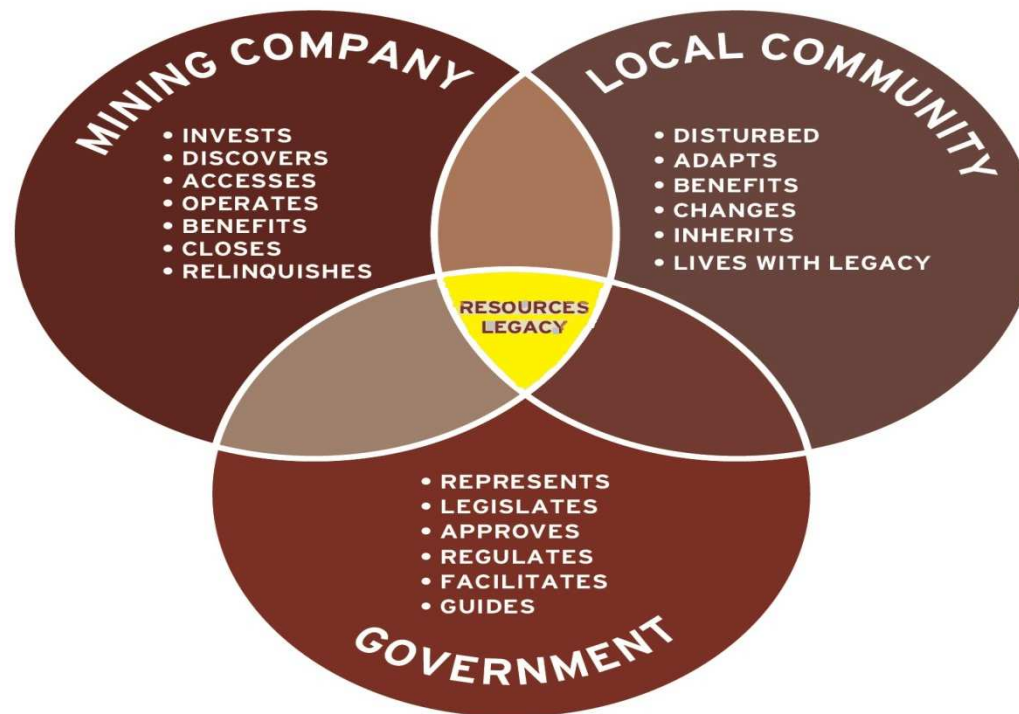 MINING COMPANY
• INVESTS
• DISCOVERS
• ACCESSES
• OPERATES
• BENEFITS
• CLOSES
• RELINQUISHES
LOCAL COMMUNITY
• DISTURBED
• ADAPTS
• BENEFITS
• CHANGES
• INHERITS
• LIVES WITH LEGACY
RESOURCES
LEGACY
• REPRESENTS
• LEGISLATES
• APPROVES
• REGULATES
• FACILITATES
• GUIDES
GOVERNMENT